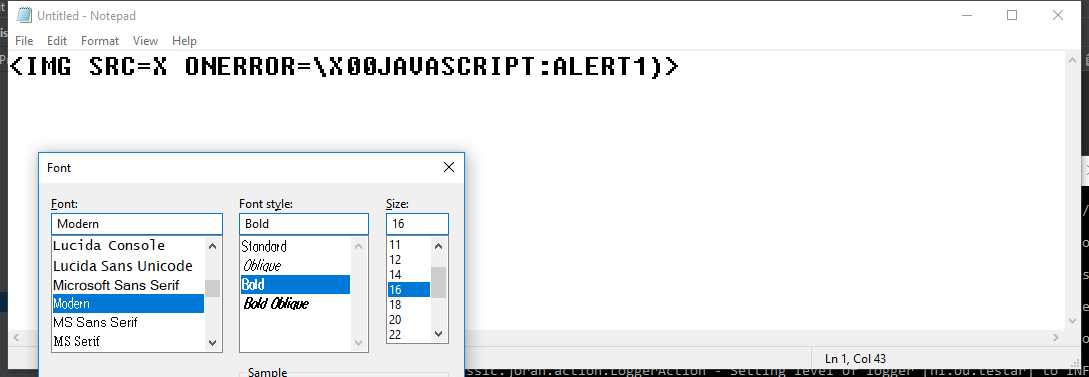 Untitled - Notepad
File Edit Format View Help
<IMG SRC=X ONERROR=\X00JAVASCRIPT:ALERT1)>
Font
Font: Font style: Size:
Modern Bold 16
Lucida Console Standard 11
Lucida Sans Unicode Oblique 12
Microsoft Sans Serif Bold 14
Modern Bold Oblique 16
MS Sans Serif 18
MS Serif 20
22
Ln 1, Col 43
Sample
ssic.joran.action.LoggerAction - Setting level of logger [nl.ou.testar] to INF